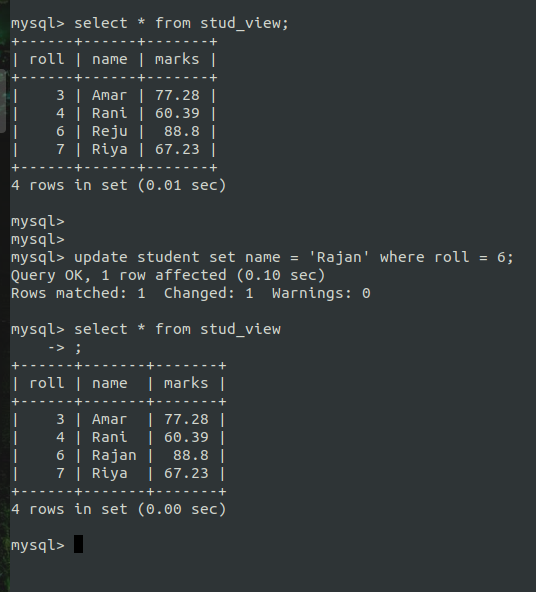 mysql> select * from stud_view;
+------+------+-------+
| roll | name | marks |
+------+------+-------+
|    3 | Amar | 77.28 |
|    4 | Rani | 60.39 |
|    6 | Reju |  88.8 |
|    7 | Riya | 67.23 |
+------+------+-------+
4 rows in set (0.01 sec)
mysql>
mysql>
mysql> update student set name = 'Rajan' where roll = 6;
Query OK, 1 row affected (0.10 sec)
Rows matched: 1  Changed: 1  Warnings: 0
mysql> select * from stud_view
    -> ;
+------+-------+-------+
| roll | name  | marks |
+------+-------+-------+
|    3 | Amar  | 77.28 |
|    4 | Rani  | 60.39 |
|    6 | Rajan |  88.8 |
|    7 | Riya  | 67.23 |
+------+-------+-------+
4 rows in set (0.00 sec)
mysql>